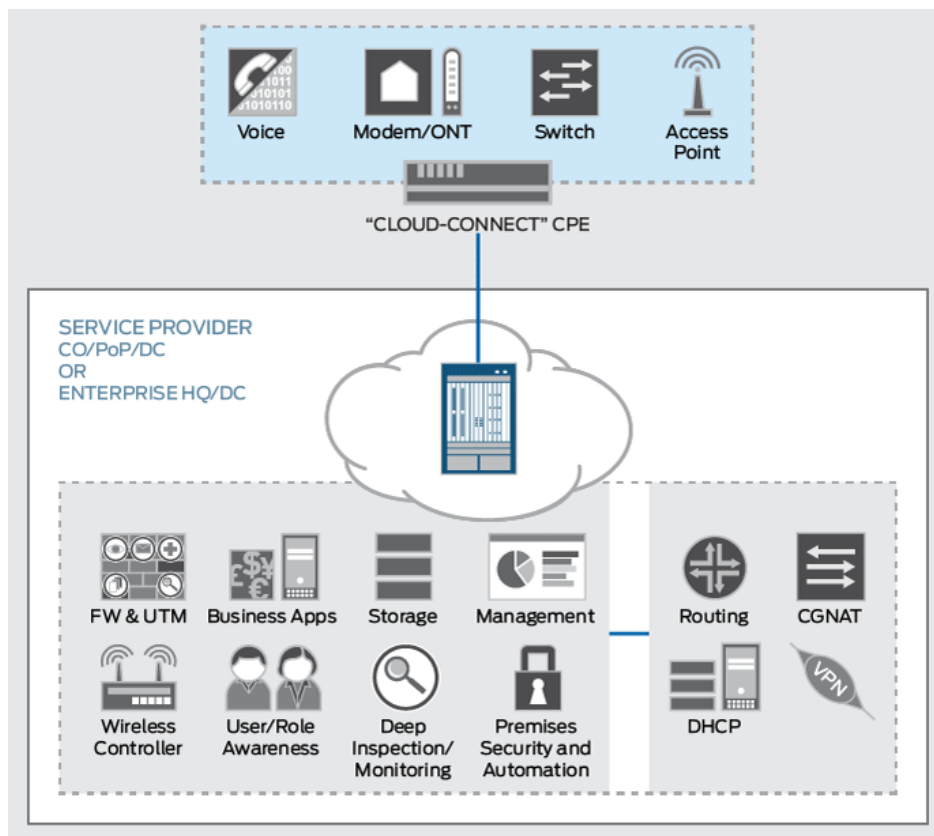 Voice
Modem/ONT
Switch
Access
Point
“CLOUD-CONNECT” CPE
SERVICE PROVIDER
CO/PoP/DC
OR
ENTERPRISE HQ/DC
FW & UTM
Business Apps
Storage
Management
Routing
CGNAT
Wireless
Controller
User/Role
Awareness
Deep
Inspection/
Monitoring
Premises
Security and
Automation
DHCP
VPN